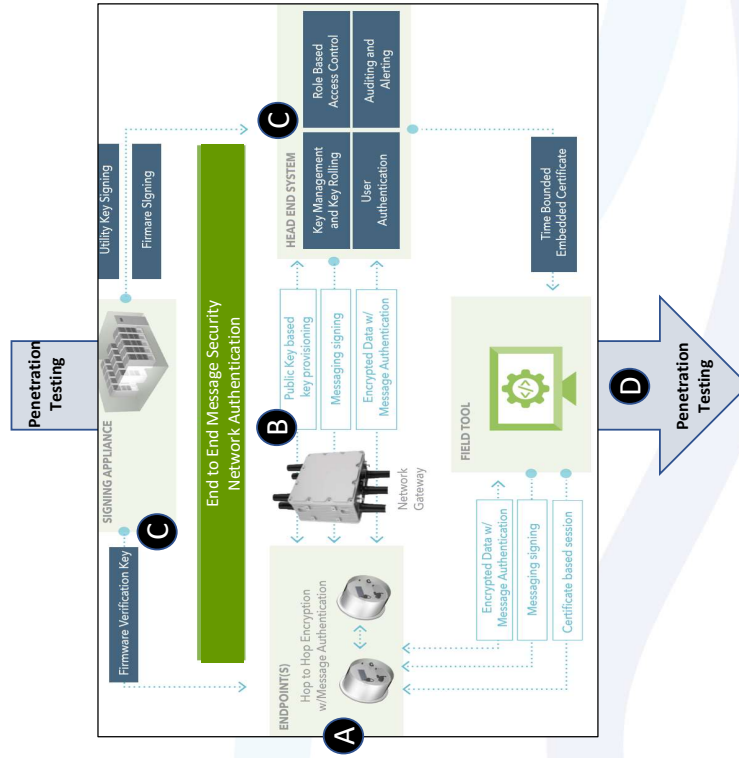 Penetration
Testing
SIGNING APPLIANCE
Utility Key Signing
Firmare SIgning
Firmware Verification Key
C
End to End Message Security
Network Authentication
A
ENDPOINT(S)
Hop to Hop Encryption
w/Message Authentication
B
Network
Gateway
Public Key based
key provisioning
Messaging signing
Encrypted Data w/
Message Authentication
HEAD END SYSTEM
C
Key Management
and Key Rolling
Role Based
Access Control
User
Authentication
Auditing and
Alerting
Encrypted Data w/
Message Authentication
Messaging signing
Certificate based session
FIELD TOOL
Time Bounded
Embedded Certificate
D
Penetration
Testing